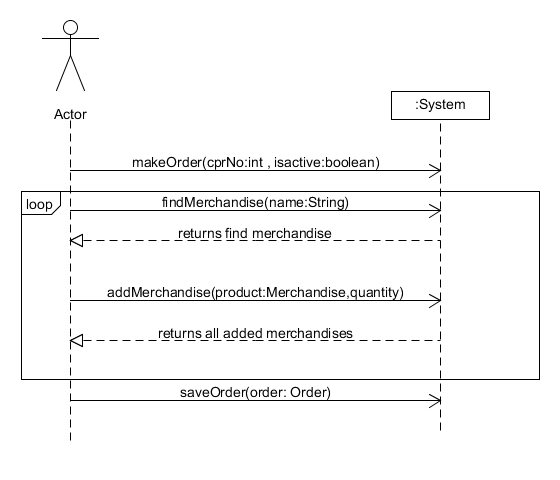 Actor
:System
makeOrder(cprNo:int , isactive:boolean)
loop
findMerchandise(name:String)
returns find merchandise
addMerchandise(product:Merchandise,quantity)
returns all added merchandises
saveOrder(order: Order)